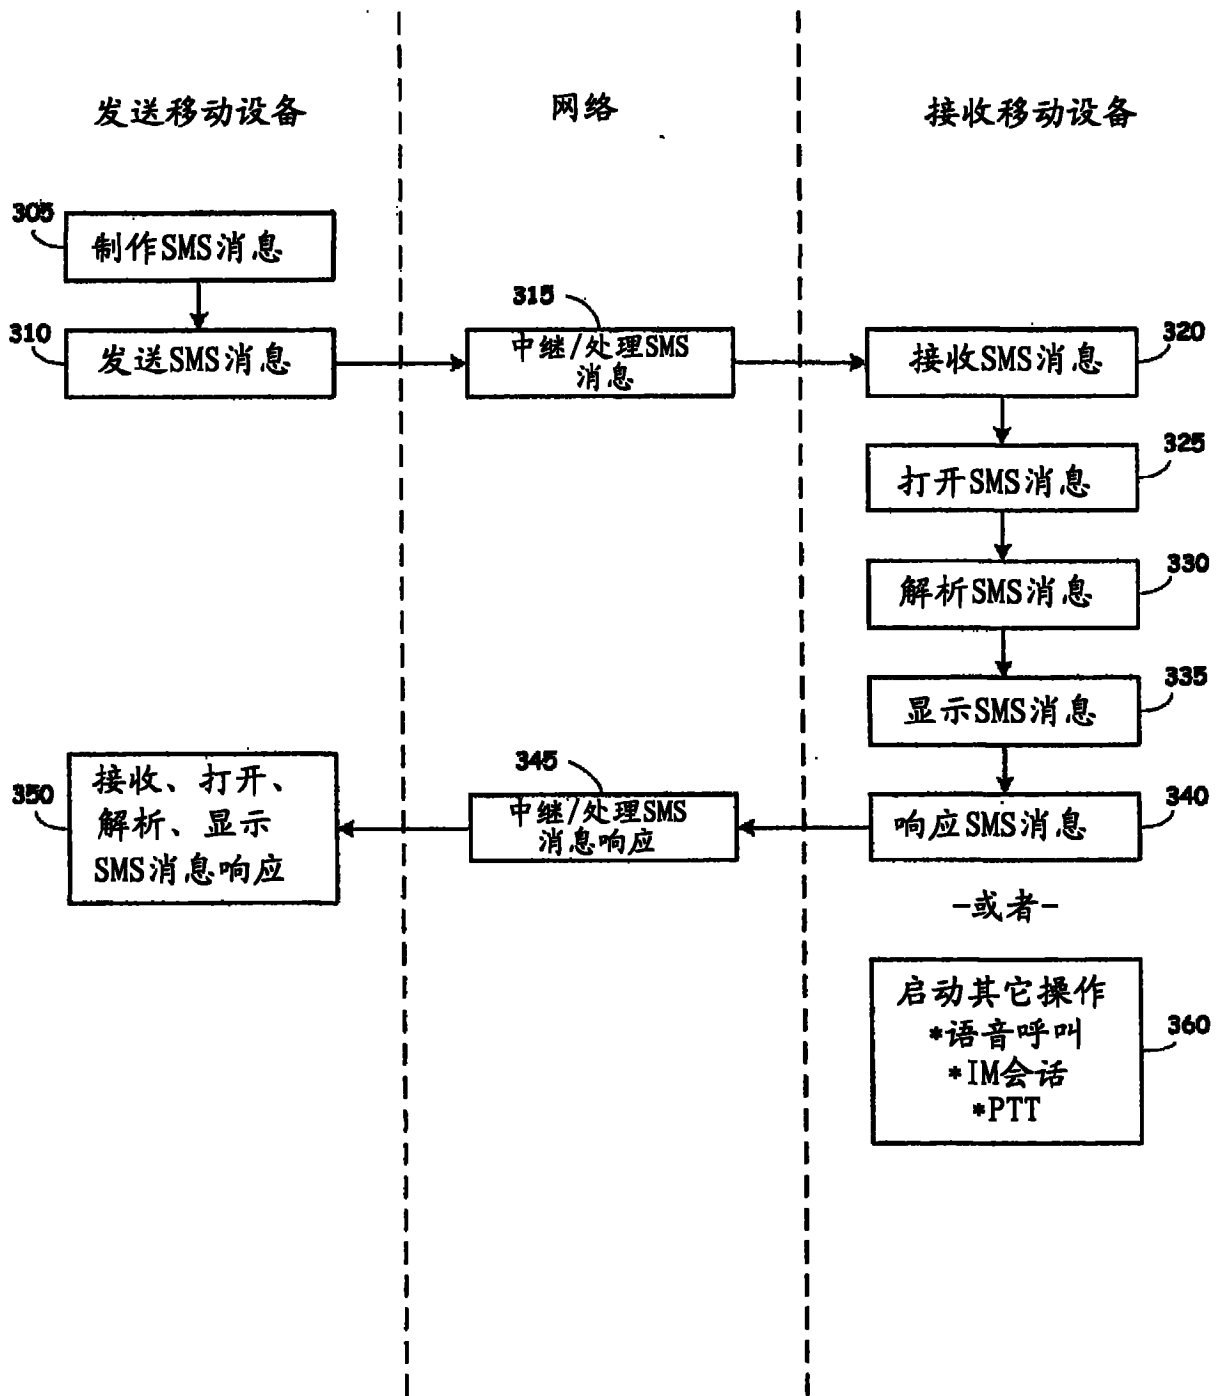 发送移动设备
网络
接收移动设备
305
制作SMS消息
310
发送SMS消息
315
中继/处理SMS
消息
320
接收SMS消息
325
打开SMS消息
330
解析SMS消息
335
显示SMS消息
340
响应SMS消息
345
中继/处理SMS
消息响应
350
接收、打开、
解析、显示
SMS消息响应
-或者-
启动其它操作
*语音呼叫
*IM会话
*PTT
360